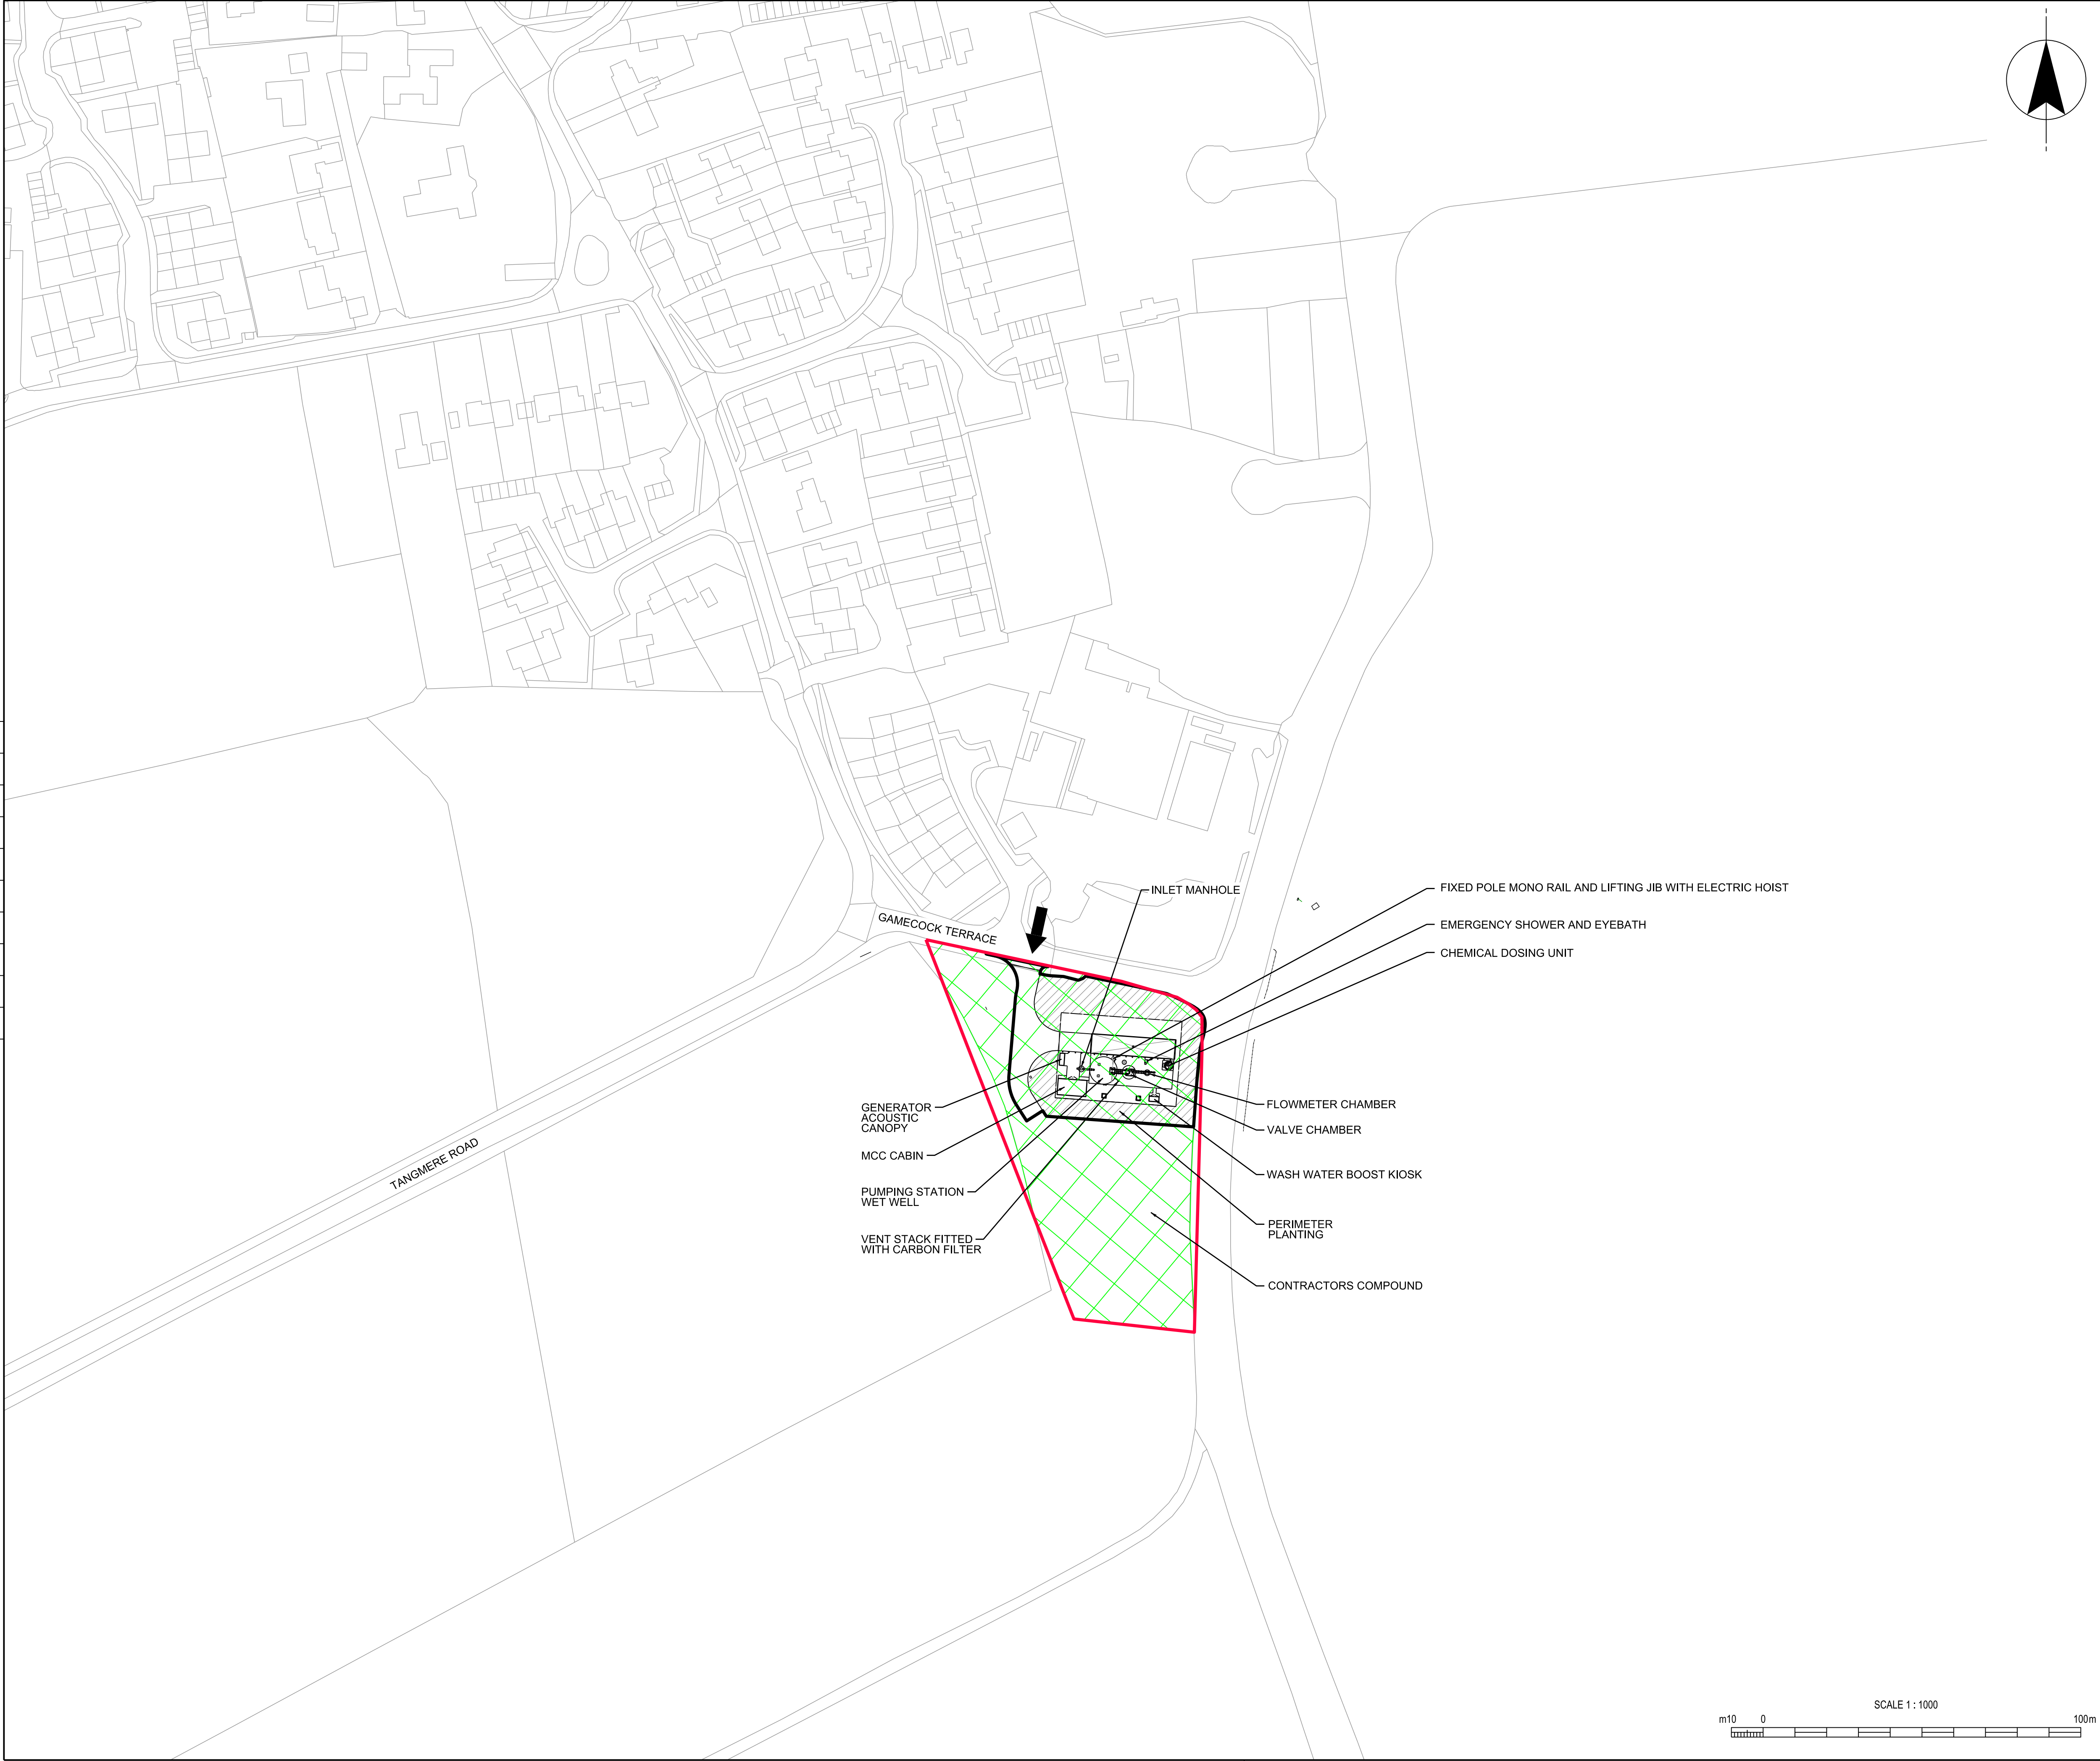 INLET MANHOLE
FIXED POLE MONO RAIL AND LIFTING JIB WITH ELECTRIC HOIST
EMERGENCY SHOWER AND EYEBATH
CHEMICAL DOSING UNIT
GAMECOCK TERRACE
GENERATOR
ACOUSTIC
CANOPY
MCC CABIN
PUMPING STATION
WET WELL
VENT STACK FITTED
WITH CARBON FILTER
FLOWMETER CHAMBER
VALVE CHAMBER
WASH WATER BOOST KIOSK
PERIMETER
PLANTING
CONTRACTORS COMPOUND
TANGMERE ROAD
SCALE 1 : 1000
m10 0 100m